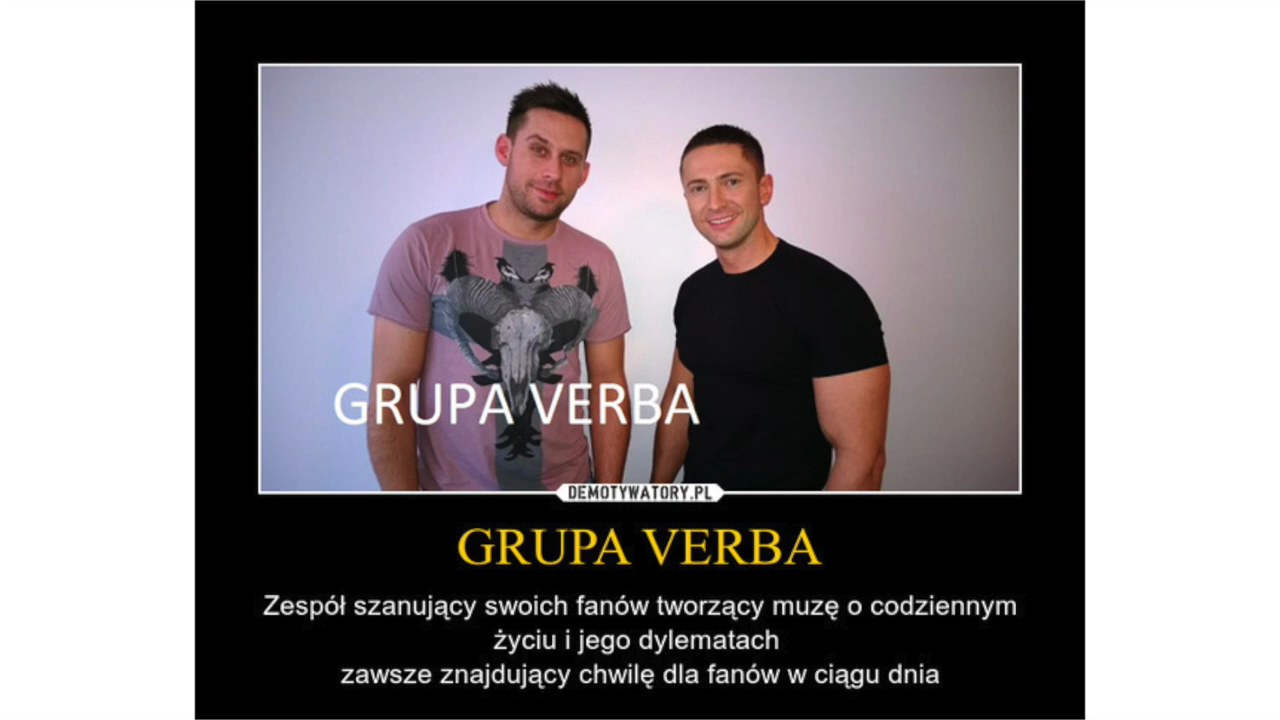 GRUPA VERBA
DEMOTYWATORY.PL
GRUPA VERBA
Zespół szanujący swoich fanów tworzący muzę o codziennym
życiu i jego dylematach
zawsze znajdujący chwilę dla fanów w ciągu dnia